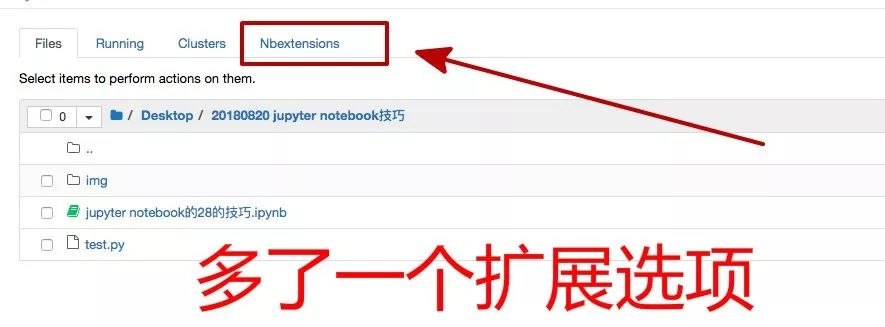 Files Running Clusters Nbextensions
Select items to perform actions on them.
0 / Desktop / 20180820 jupyter notebook技巧
..
img
jupyter notebook的28的技巧.ipynb
test.py
多了一个扩展选项